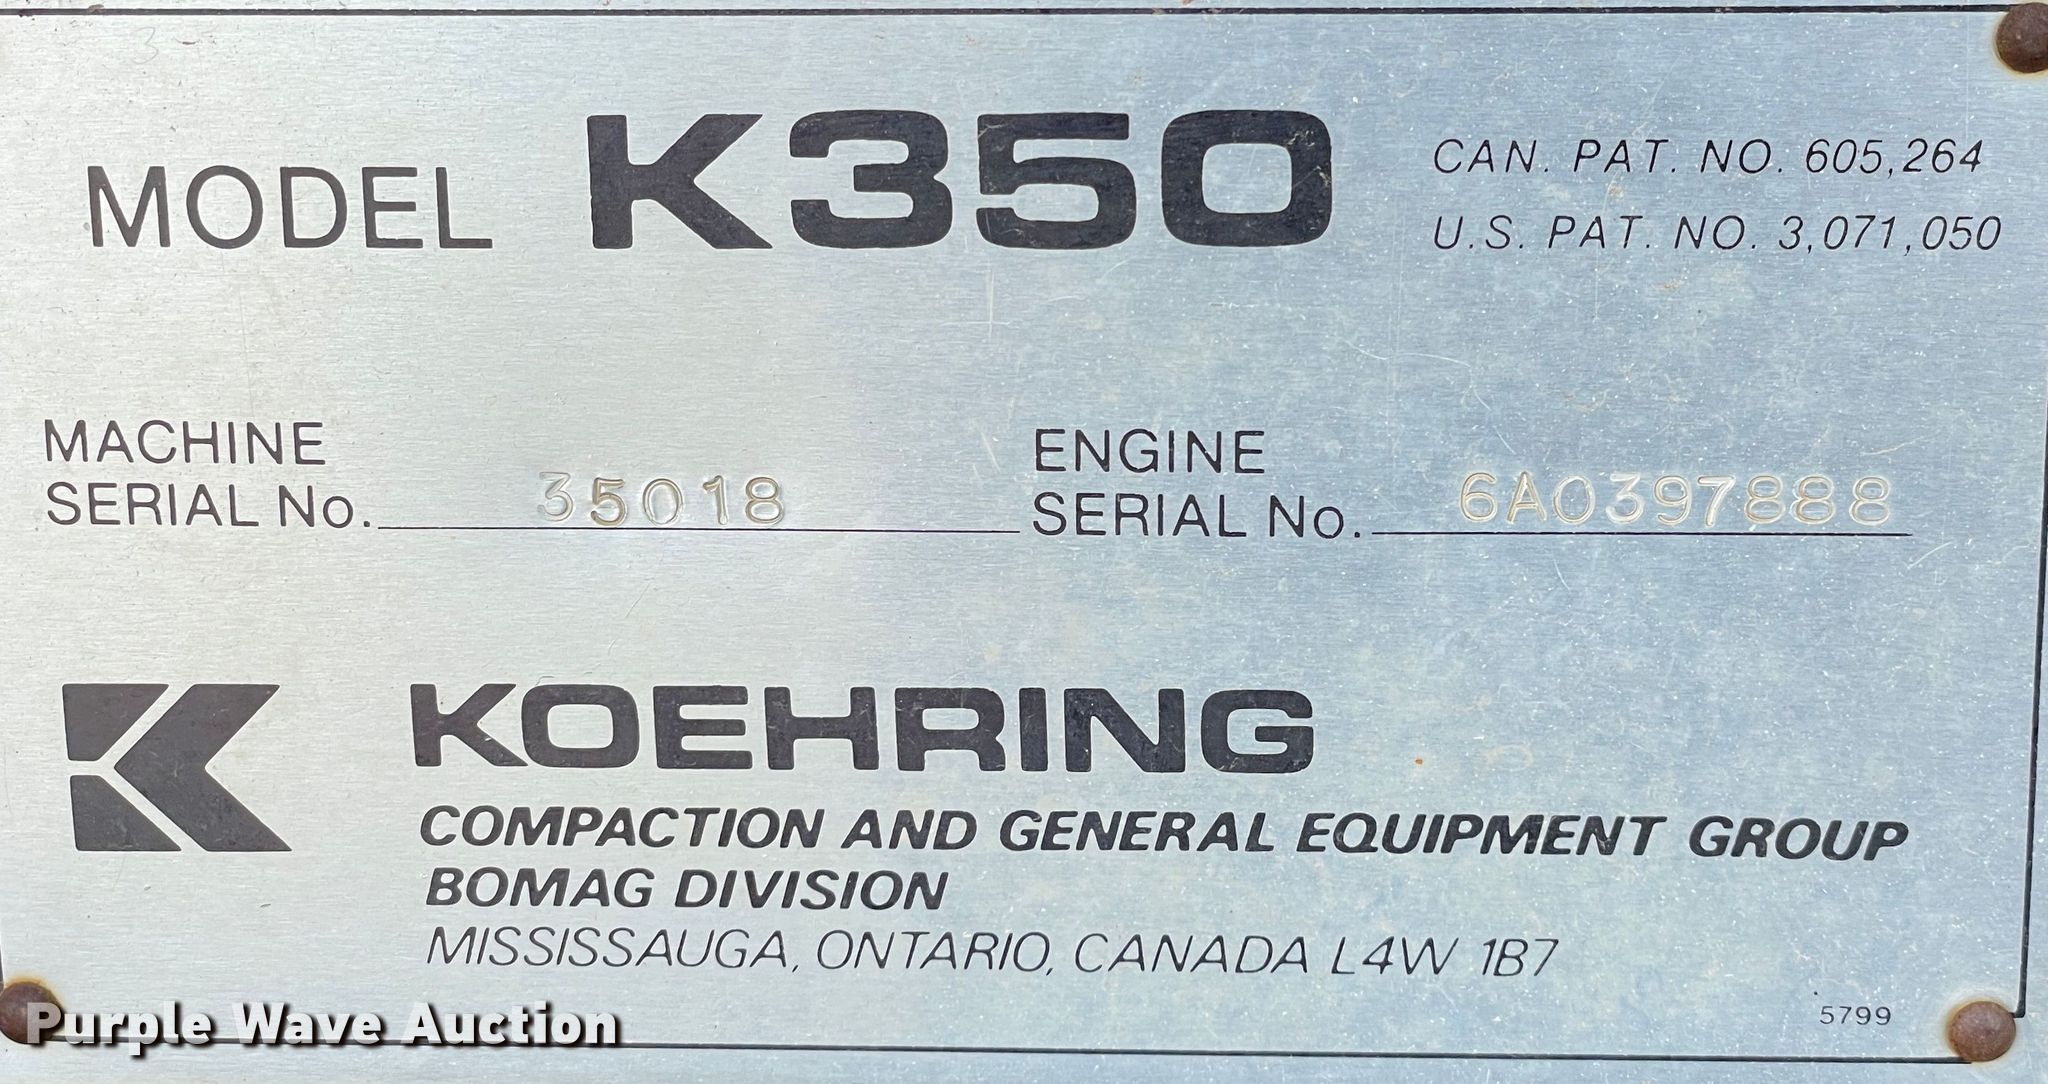 MODEL K350
CAN. PAT. NO. 605,264
U.S. PAT. NO. 3,071,050
MACHINE
SERIAL No. 35018
ENGINE
SERIAL No. 6A0397888
KOEHRING
COMPACTION AND GENERAL EQUIPMENT GROUP
BOMAG DIVISION
MISSISSAUGA, ONTARIO, CANADA L4W 1B7
5799
Purple Wave Auction